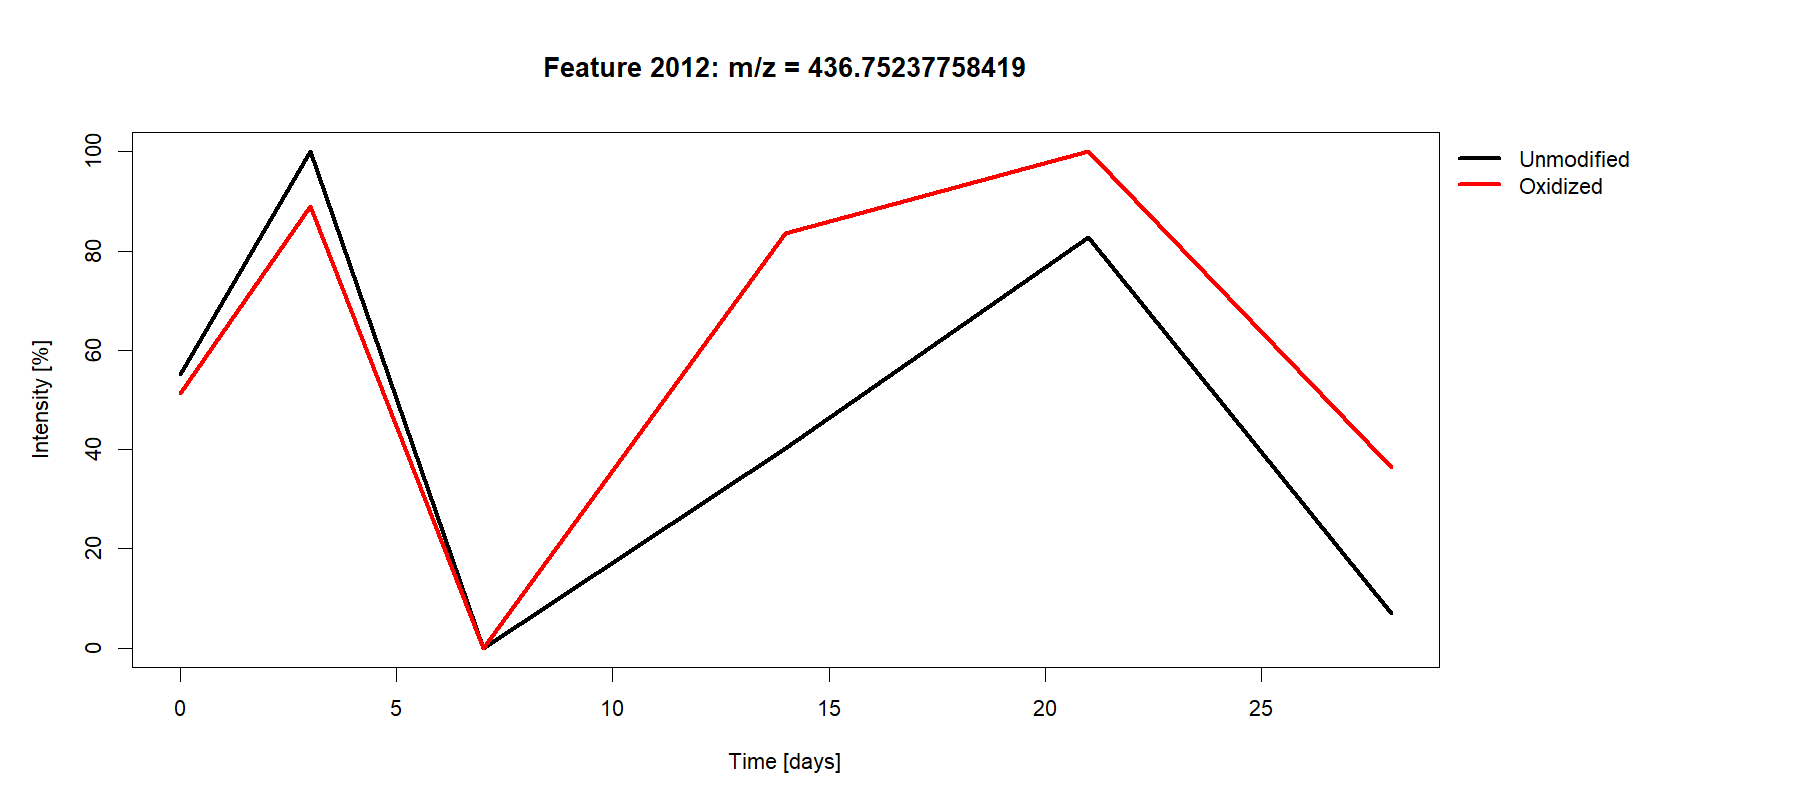 Feature 2012: m/z = 436.75237758419
Unmodified
Oxidized
Intensity [%]
100
80
60
40
20
0
0 5 10 15 20 25
Time [days]